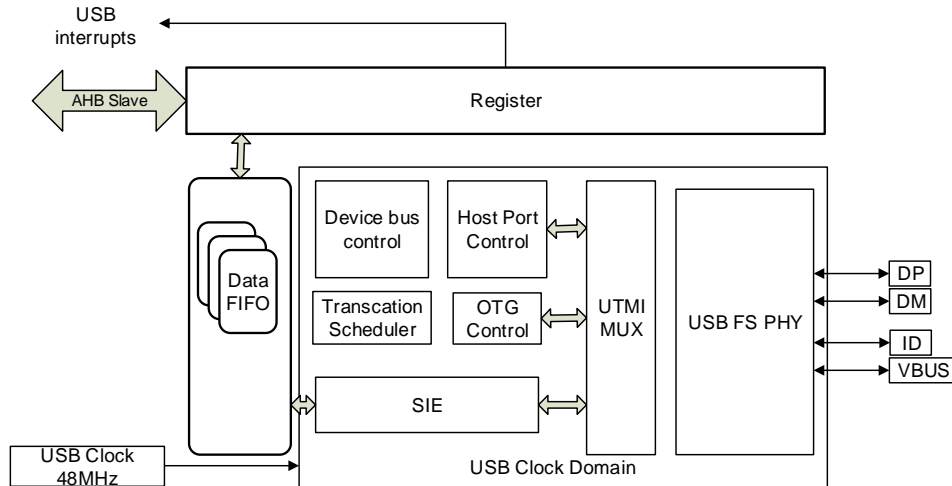 USB
interrupts
AHB Slave
Register
Device bus
control
Host Port
Control
Data
FIFO
Transcation
Scheduler
OTG
Control
UTMI
MUX
USB FS PHY
DP
DM
ID
VBUS
SIE
USB Clock
48MHz
USB Clock Domain